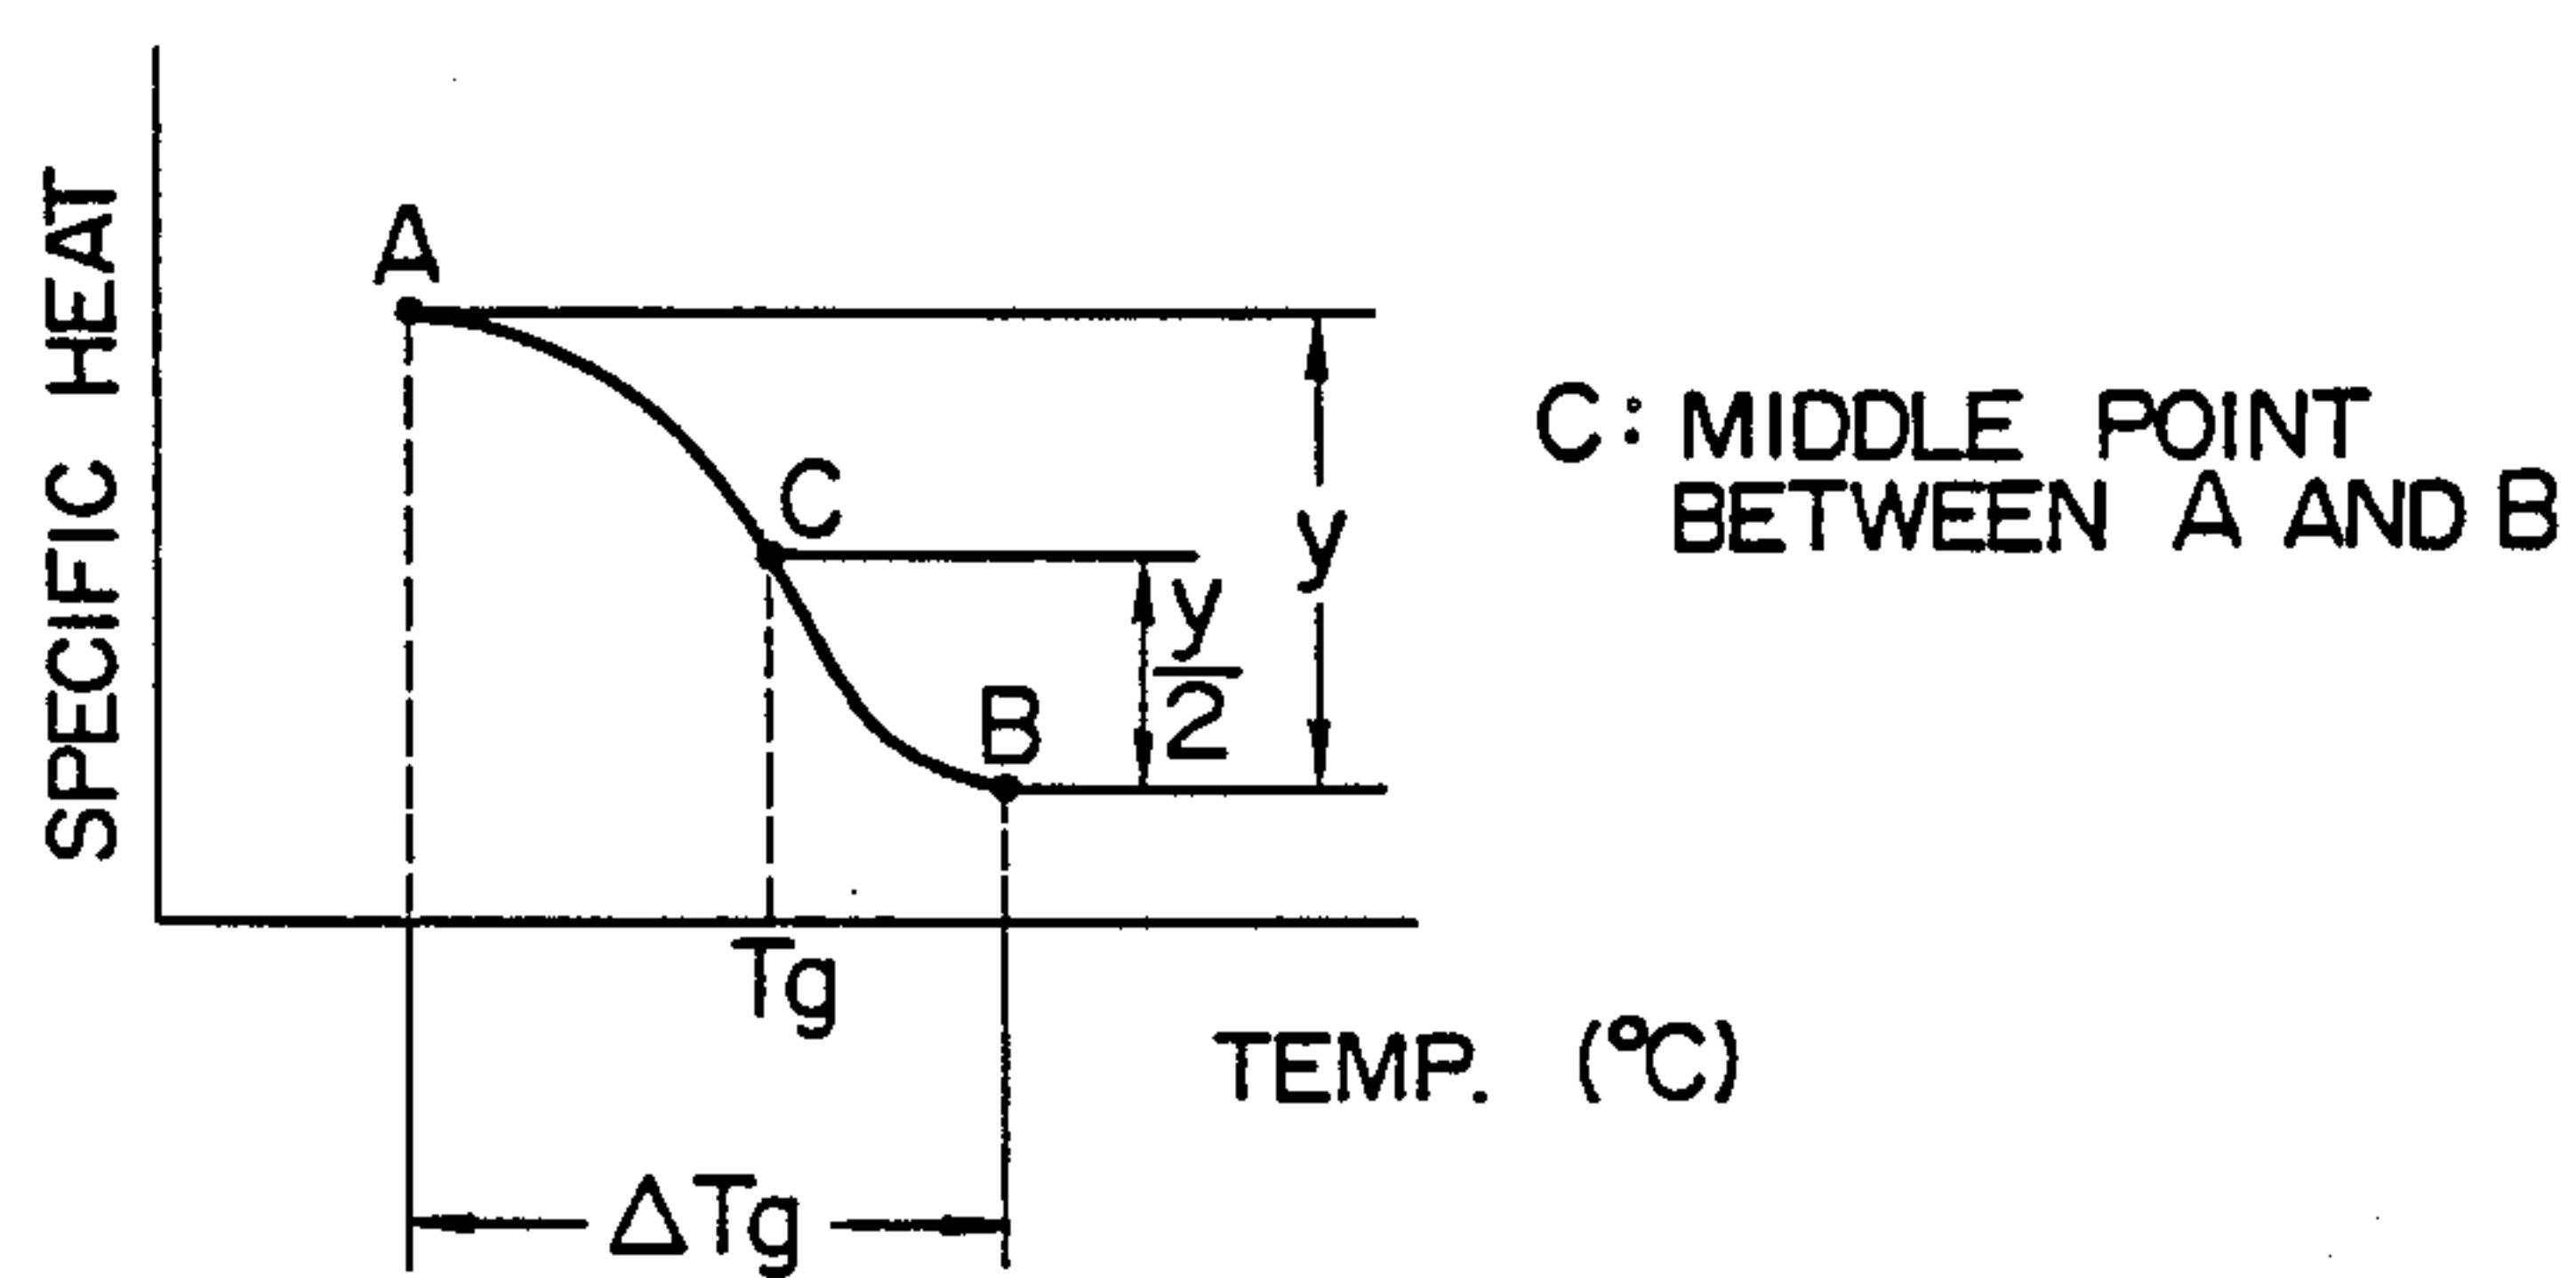 SPECIFIC HEAT
A
C
B
y
y
2
C: MIDDLE POINT
BETWEEN A AND B
Tg
TEMP. (°C)
ΔTg